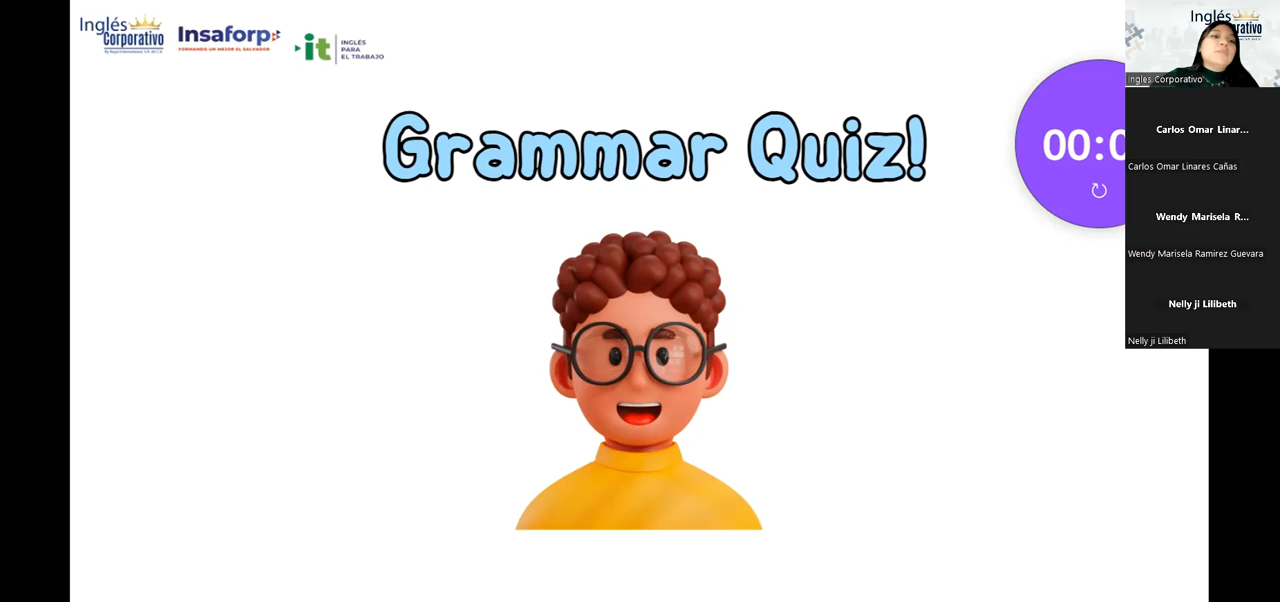 Inglés
Corporativo
Insaforp
FORMANDO UN MEJOR EL SALVADOR
it
INGLÉS
PARA
EL TRABAJO
Grammar Quiz!
00:0
Inglés
Ingles Corporativo
Carlos Omar Linar...
Carlos Omar Linares Cañas
Wendy Marisela R...
Wendy Marisela Ramirez Guevara
Nelly ji Lilibeth
Nelly ji Lilibeth